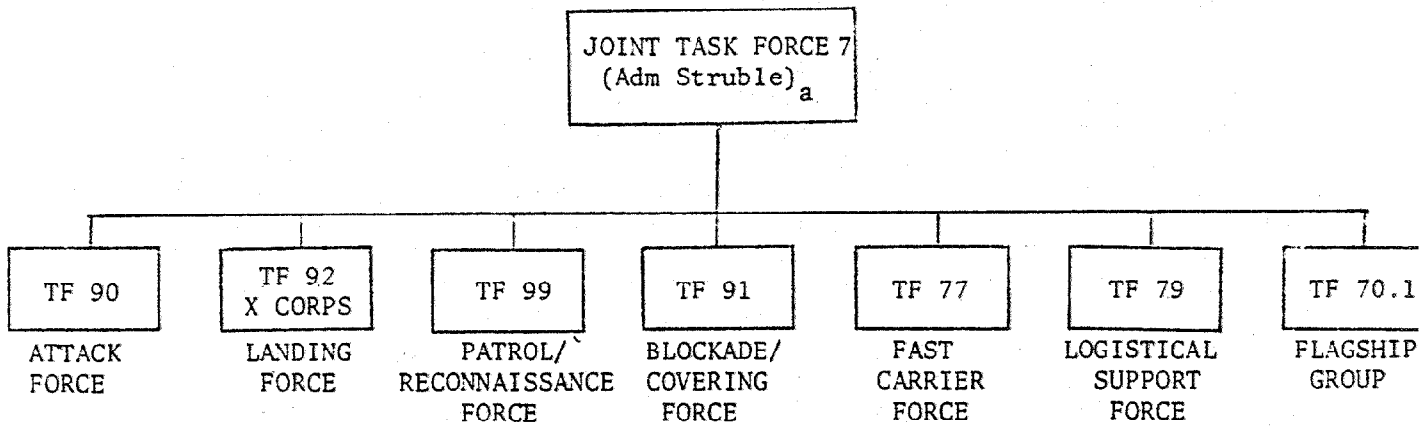 JOINT TASK FORCE 7
(Adm Struble)a
TF 90
ATTACK
FORCE
TF 92
X CORPS
LANDING
FORCE
TF 99
PATROL/
RECONNAISSANCE
FORCE
TF 91
BLOCKADE/
COVERING
FORCE
TF 77
FAST
CARRIER
FORCE
TF 79
LOGISTICAL
SUPPORT
FORCE
TF 70.1
FLAGSHIP
GROUP